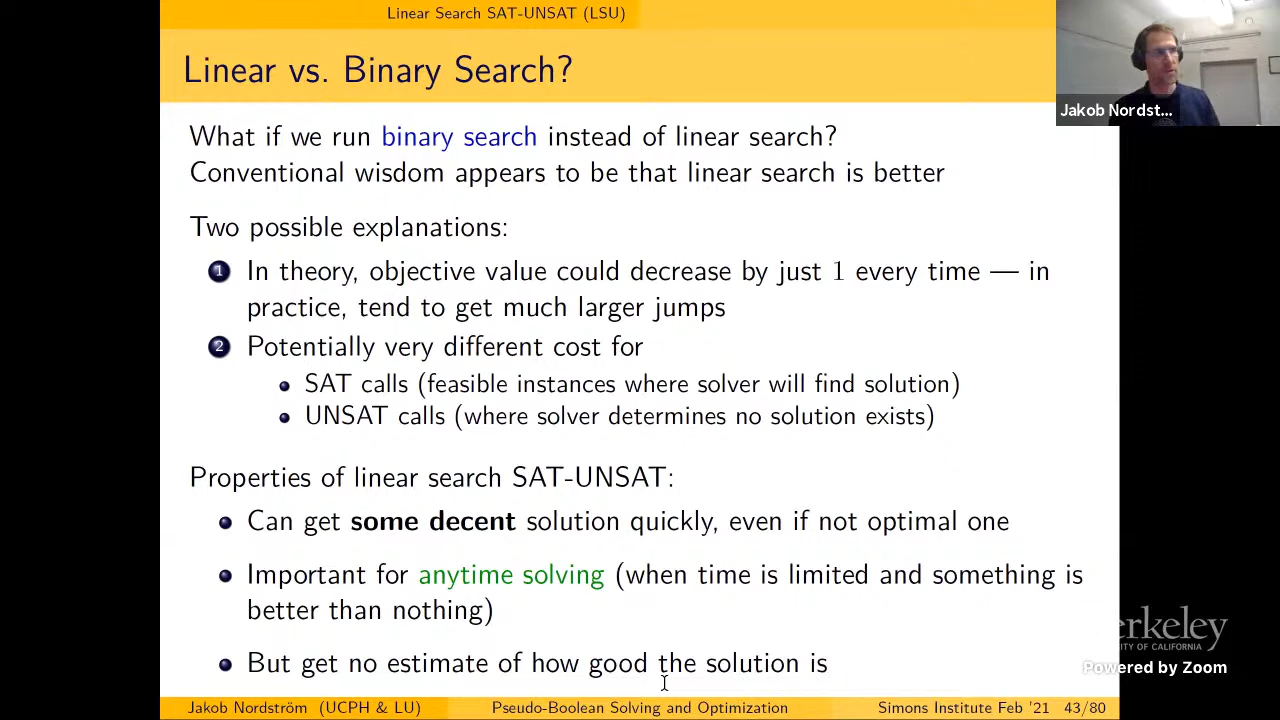 Linear Search SAT-UNSAT (LSU)
Linear vs. Binary Search?
Jakob Nordst...
What if we run binary search instead of linear search?
Conventional wisdom appears to be that linear search is better
Two possible explanations:
1 In theory, objective value could decrease by just 1 every time — in
practice, tend to get much larger jumps
2 Potentially very different cost for
• SAT calls (feasible instances where solver will find solution)
• UNSAT calls (where solver determines no solution exists)
Properties of linear search SAT-UNSAT:
• Can get some decent solution quickly, even if not optimal one
• Important for anytime solving (when time is limited and something is
better than nothing)
• But get no estimate of how good the solution is
erkeley
TY OF CALIFORNIA
Powered by Zoom
Jakob Nordström (UCPH & LU) Pseudo-Boolean Solving and Optimization Simons Institute Feb '21 43/80